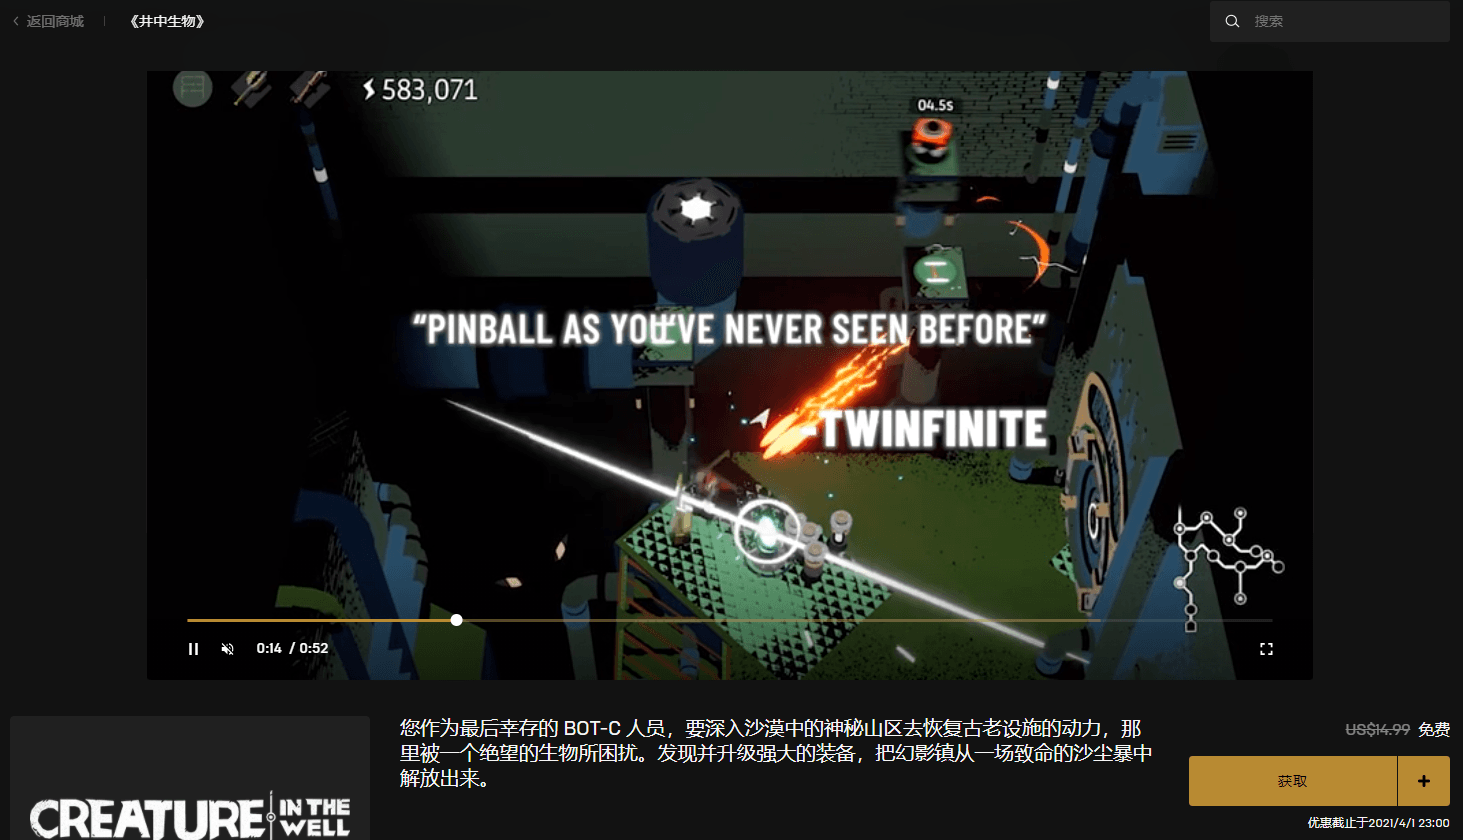 返回商城
《井中生物》
搜索
583,071
04.5s
“PINBALL AS YOU'VE NEVER SEEN BEFORE”
-TWINFINITE
0:14 / 0:52
您作为最后幸存的 BOT-C 人员，要深入沙漠中的神秘山区去恢复古老设施的动力，那
里被一个绝望的生物所困扰。发现并升级强大的装备，把幻影镇从一场致命的沙尘暴中
解放出来。
US$14.99 免费
获取
+
优惠截止于2021/4/1 23:00
CREATURE IN THE
WELL